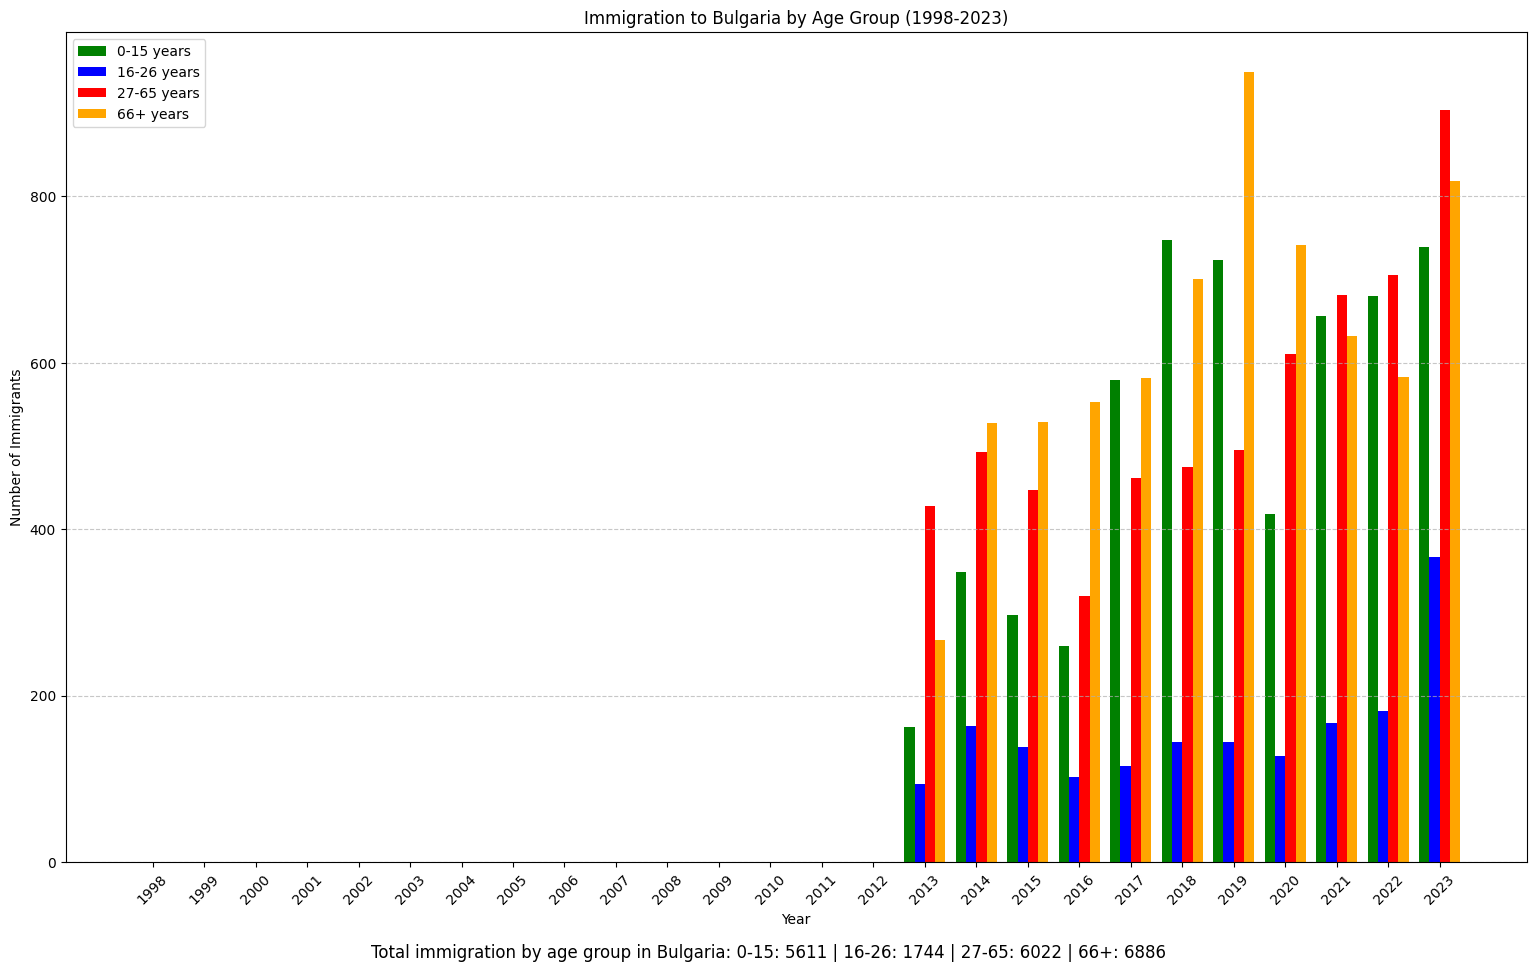 Immigration to Bulgaria by Age Group (1998-2023)
0-15 years
16-26 years
27-65 years
66+ years
Number of Immigrants
800
600
400
200
0
1998 1999 2000 2001 2002 2003 2004 2005 2006 2007 2008 2009 2010 2011 2012 2013 2014 2015 2016 2017 2018 2019 2020 2021 2022 2023
Year
Total immigration by age group in Bulgaria: 0-15: 5611 | 16-26: 1744 | 27-65: 6022 | 66+: 6886